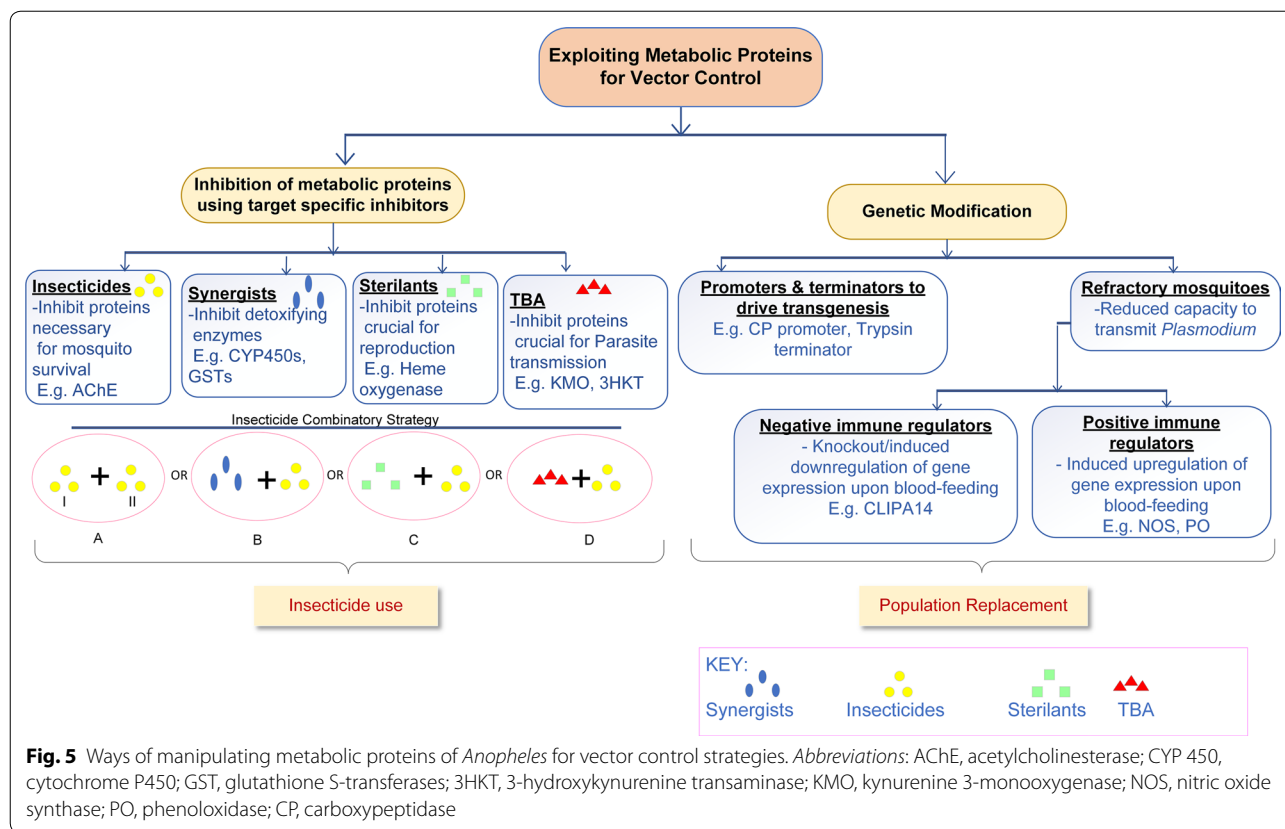 Exploiting Metabolic Proteins
for Vector Control
Inhibition of metabolic proteins
using target specific inhibitors
Genetic Modification
Insecticides
-Inhibit proteins
necessary
for mosquito
survival
E.g. AChE
Synergists
-Inhibit detoxifying
enzymes
E.g. CYP450s,
GSTs
Sterilants
-Inhibit proteins
crucial for
reproduction
E.g. Heme
oxygenase
TBA
-Inhibit proteins
crucial for Parasite
transmission
E.g. KMO, 3HKT
Promoters & terminators to
drive transgenesis
E.g. CP promoter, Trypsin
terminator
Refractory mosquitoes
-Reduced capacity to
transmit Plasmodium
Negative immune regulators
- Knockout/induced
downregulation of gene
expression upon blood-feeding
E.g. CLIPA14
Positive immune
regulators
- Induced upregulation of
gene expression upon
blood-feeding
E.g. NOS, PO
Insecticide Combinatory Strategy
+ OR + OR + OR +
I II
A B C D
Insecticide use
Population Replacement
KEY:
Synergists Insecticides Sterilants TBA
Fig. 5 Ways of manipulating metabolic proteins of Anopheles for vector control strategies. Abbreviations: AChE, acetylcholinesterase; CYP 450,
cytochrome P450; GST, glutathione S-transferases; 3HKT, 3-hydroxykynurenine transaminase; KMO, kynurenine 3-monooxygenase; NOS, nitric oxide
synthase; PO, phenoloxidase; CP, carboxypeptidase